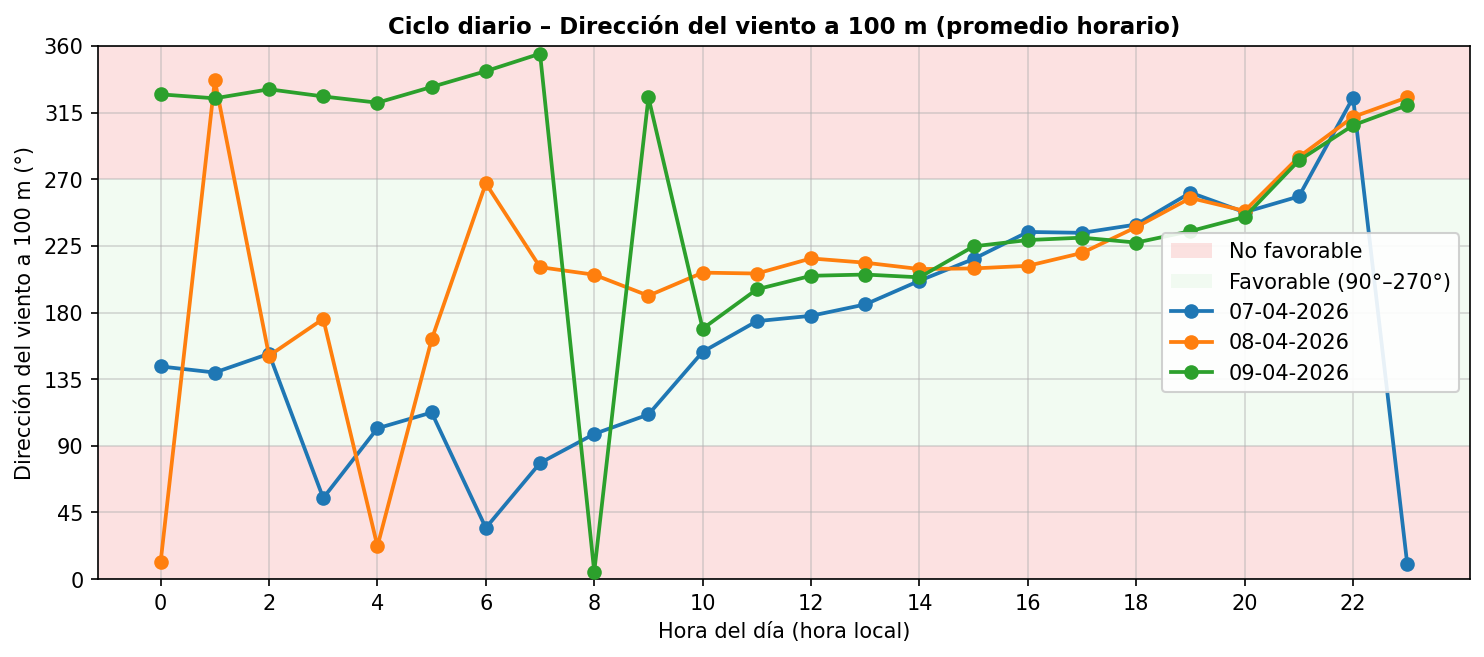 Ciclo diario – Dirección del viento a 100 m (promedio horario)
Dirección del viento a 100 m (°)
360
315
270
225
180
135
90
45
0
No favorable
Favorable (90°–270°)
07-04-2026
08-04-2026
09-04-2026
0 2 4 6 8 10 12 14 16 18 20 22
Hora del día (hora local)